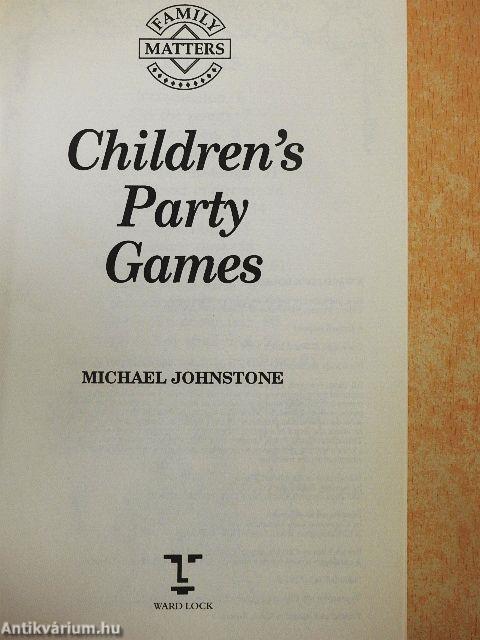 FAMILY
MATTERS
Children's
Party
Games
MICHAEL JOHNSTONE
WARD LOCK
Antikvárium.hu